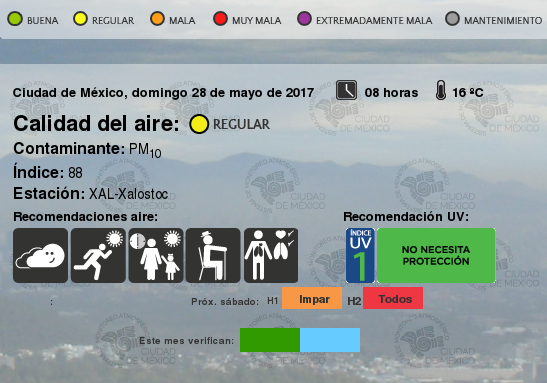 BUENA REGULAR MALA MUY MALA EXTREMADAMENTE MALA MANTENIMIENTO
Ciudad de México, domingo 28 de mayo de 2017 08 horas 16 ºC
Calidad del aire: REGULAR
Contaminante: PM10
Índice: 88
Estación: XAL-Xalostoc
Recomendaciones aire: Recomendación UV:
ÍNDICE UV 1 NO NECESITA PROTECCIÓN
: Próx. sábado: H1 Impar H2 Todos
Este mes verifican: